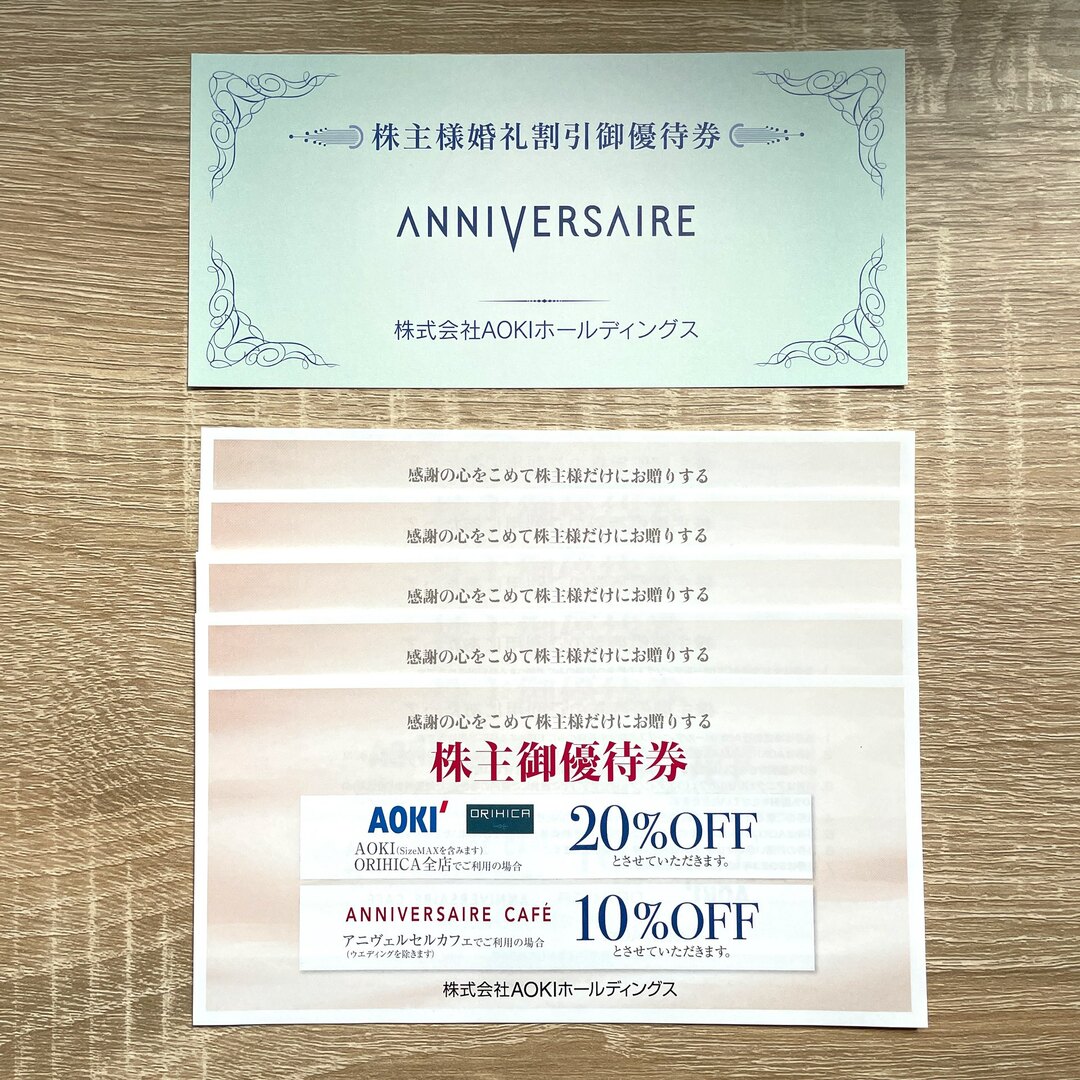 株主様婚礼割引御優待券
ANNIVERSAIRE
株式会社AOKIホールディングス
感謝の心をこめて株主様だけにお贈りする
感謝の心をこめて株主様だけにお贈りする
感謝の心をこめて株主様だけにお贈りする
感謝の心をこめて株主様だけにお贈りする
感謝の心をこめて株主様だけにお贈りする
株主御優待券
AOKI ORIHICA
AOKI(SizeMAXを含みます)
ORIHICA全店でご利用の場合
20%OFF
とさせていただきます。
ANNIVERSAIRE CAFÉ
アニヴェルセルカフェでご利用の場合
(ウエディングを除きます)
10%OFF
とさせていただきます。
株式会社AOKIホールディングス